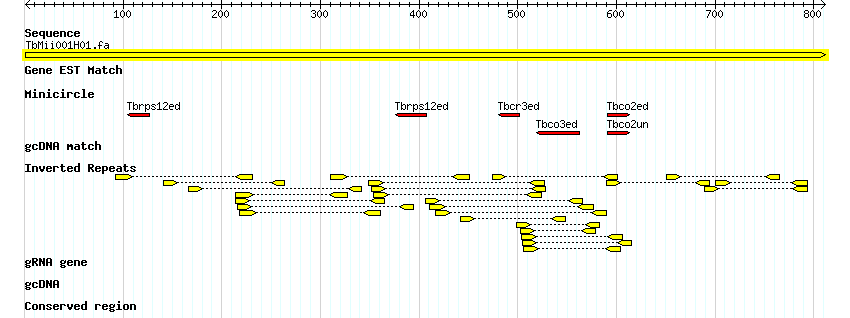 100 200 300 400 500 600 700 800
Sequence
TbMii001H01.fa
Gene EST Match
Minicircle
Tbrps12ed Tbrps12ed Tbcr3ed Tbco2ed
Tbco3ed Tbco2un
gcDNA match
Inverted Repeats
gRNA gene
gcDNA
Conserved region